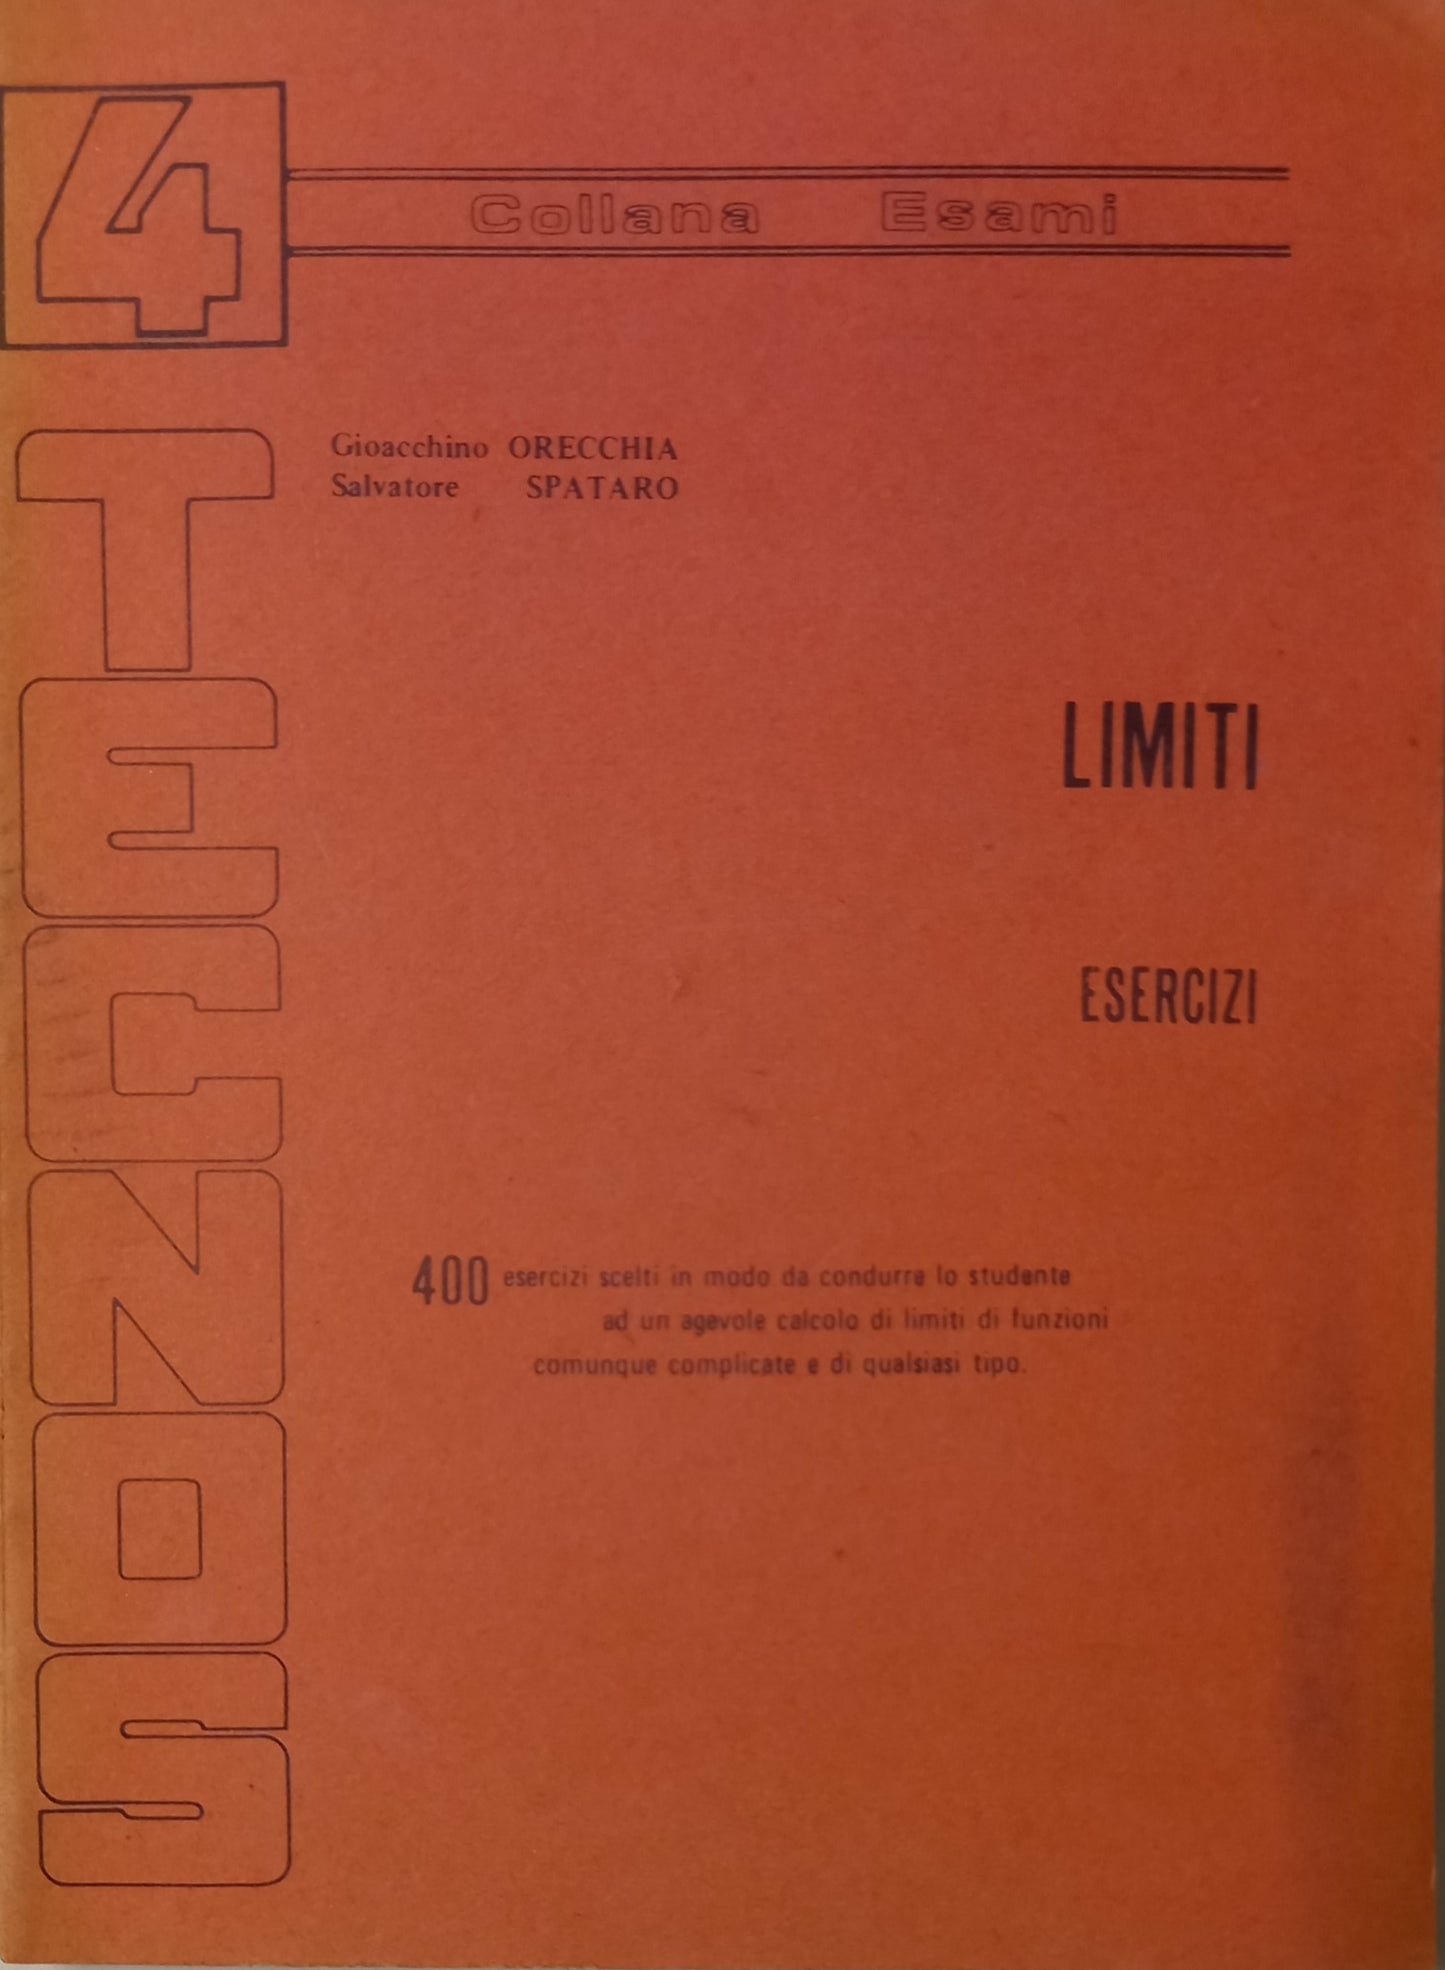 4
Collana Esami
TECNOS
Gioacchino ORECCHIA
Salvatore SPATARO
LIMITI
ESERCIZI
400 esercizi scelti in modo da condurre lo studente
ad un agevole calcolo di limiti di funzioni
comunque complicate e di qualsiasi tipo.